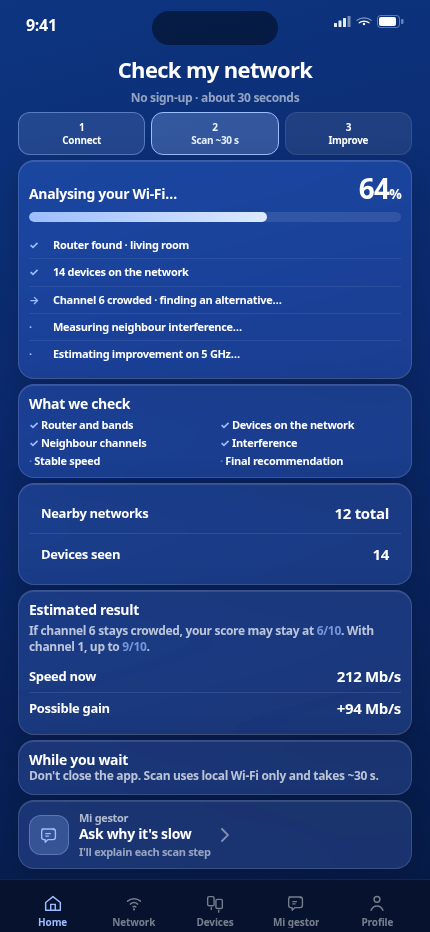 9:41
Check my network
No sign-up · about 30 seconds
1
Connect
2
Scan ~30 s
3
Improve
Analysing your Wi-Fi...
64%
✓ Router found · living room
✓ 14 devices on the network
→ Channel 6 crowded · finding an alternative...
· Measuring neighbour interference...
· Estimating improvement on 5 GHz...
What we check
✓ Router and bands
✓ Devices on the network
✓ Neighbour channels
✓ Interference
· Stable speed
· Final recommendation
Nearby networks 12 total
Devices seen 14
Estimated result
If channel 6 stays crowded, your score may stay at 6/10. With
channel 1, up to 9/10.
Speed now 212 Mb/s
Possible gain +94 Mb/s
While you wait
Don't close the app. Scan uses local Wi-Fi only and takes ~30 s.
Mi gestor
Ask why it's slow
I'll explain each scan step
Home Network Devices Mi gestor Profile